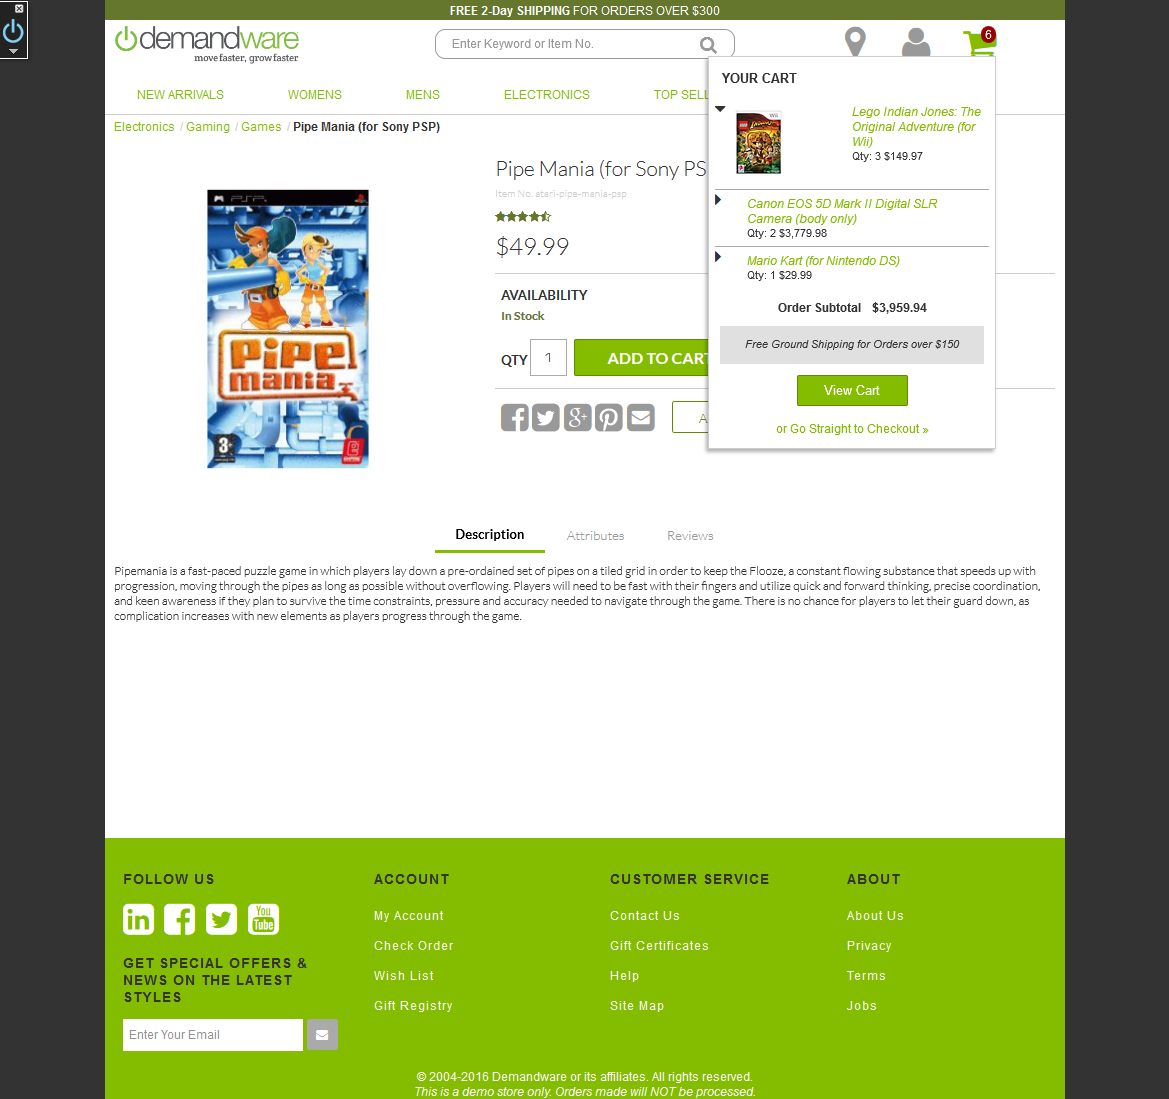 FREE 2-Day SHIPPING FOR ORDERS OVER $300
demandware
move faster, grow faster
Enter Keyword or Item No.
6
NEW ARRIVALS
WOMENS
MENS
ELECTRONICS
TOP SELL
Electronics / Gaming / Games / Pipe Mania (for Sony PSP)
PSP
Pipe
mania
3+
Pipe Mania (for Sony PS
Item No. atari-pipe-mania-psp
$49.99
AVAILABILITY
In Stock
QTY
1
ADD TO CART
A
YOUR CART
Wii
Lego Indian Jones: The
Original Adventure (for
Wii)
Qty: 3 $149.97
Canon EOS 5D Mark II Digital SLR
Camera (body only)
Qty: 2 $3,779.98
Mario Kart (for Nintendo DS)
Qty: 1 $29.99
Order Subtotal $3,959.94
Free Ground Shipping for Orders over $150
View Cart
or Go Straight to Checkout »
Description
Attributes
Reviews
Pipemania is a fast-paced puzzle game in which players lay down a pre-ordained set of pipes on a tiled grid in order to keep the Flooze, a constant flowing substance that speeds up with
progression, moving through the pipes as long as possible without overflowing. Players will need to be fast with their fingers and utilize quick and forward thinking, precise coordination,
and keen awareness if they plan to survive the time constraints, pressure and accuracy needed to navigate through the game. There is no chance for players to let their guard down, as
complication increases with new elements as players progress through the game.
FOLLOW US
in
You
Tube
GET SPECIAL OFFERS &
NEWS ON THE LATEST
STYLES
Enter Your Email
ACCOUNT
My Account
Check Order
Wish List
Gift Registry
CUSTOMER SERVICE
Contact Us
Gift Certificates
Help
Site Map
ABOUT
About Us
Privacy
Terms
Jobs
© 2004-2016 Demandware or its affiliates. All rights reserved.
This is a demo store only. Orders made will NOT be processed.